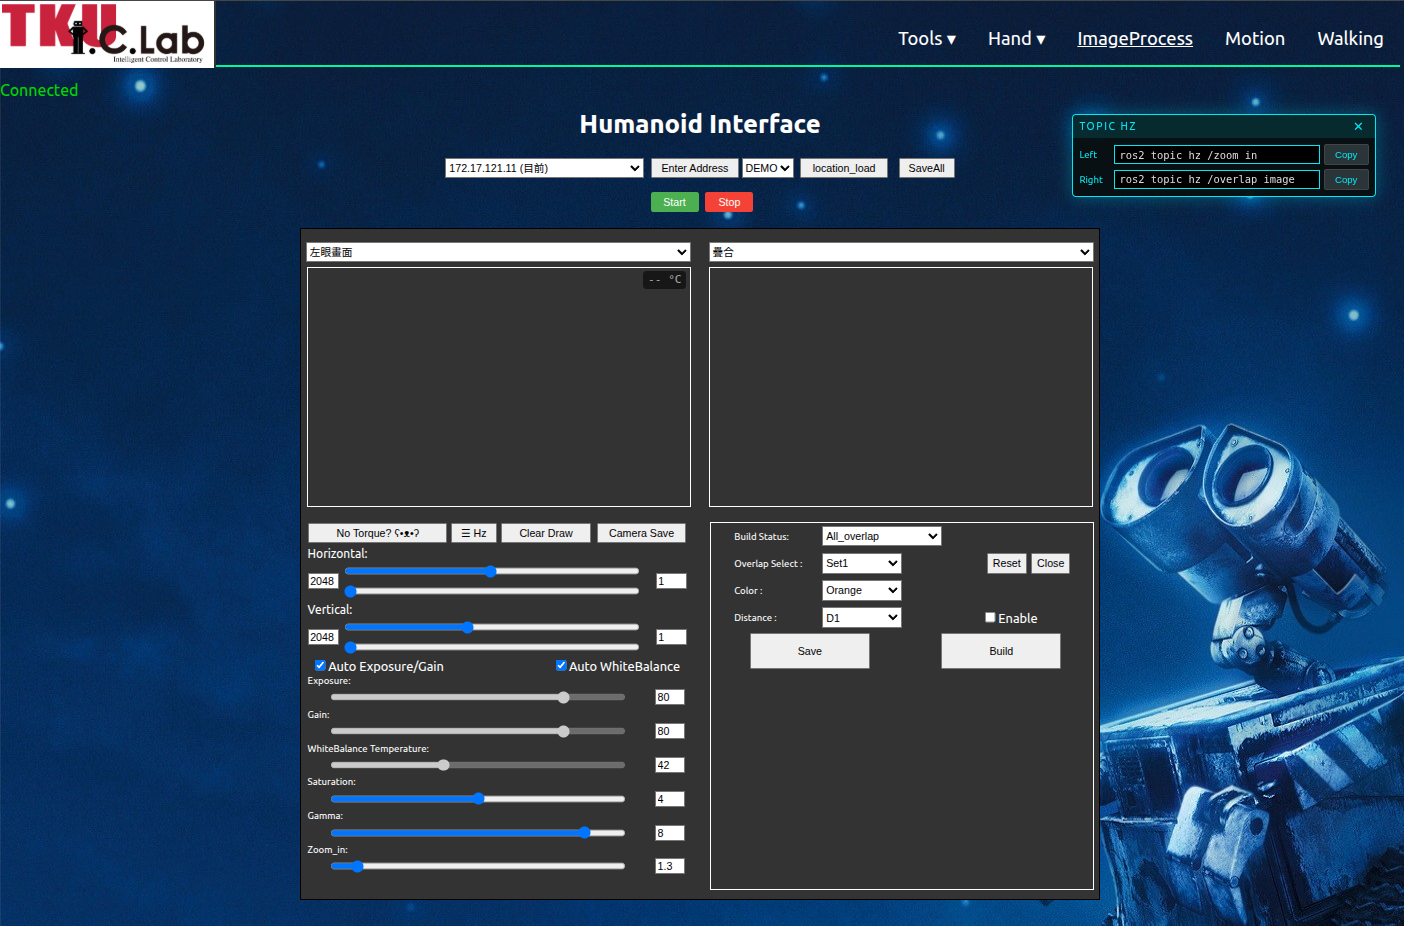 TKU
I.C.Lab
Intelligent Control Laboratory
Tools ▾ Hand ▾ ImageProcess Motion Walking
Connected
Humanoid Interface
172.17.121.11 (目前) Enter Address DEMO location_load SaveAll
Start Stop
TOPIC HZ ✕
Left ros2 topic hz /zoom_in Copy
Right ros2 topic hz /overlap_image Copy
左眼畫面
疊合
-- °C
No Torque? ʕ•ᴥ•ʔ ☰ Hz Clear Draw Camera Save
Horizontal:
2048 1
Vertical:
2048 1
Auto Exposure/Gain Auto WhiteBalance
Exposure:
80
Gain:
80
WhiteBalance Temperature:
42
Saturation:
4
Gamma:
8
Zoom_in:
1.3
Build Status: All_overlap
Overlap Select : Set1 Reset Close
Color : Orange
Distance : D1 Enable
Save Build